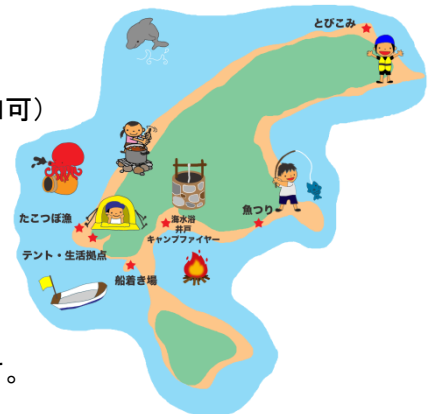 とびこみ
可）
たこつぼ漁
海水浴
井戸
キャンプファイヤー
魚つり
テント・生活拠点
船着き場
。